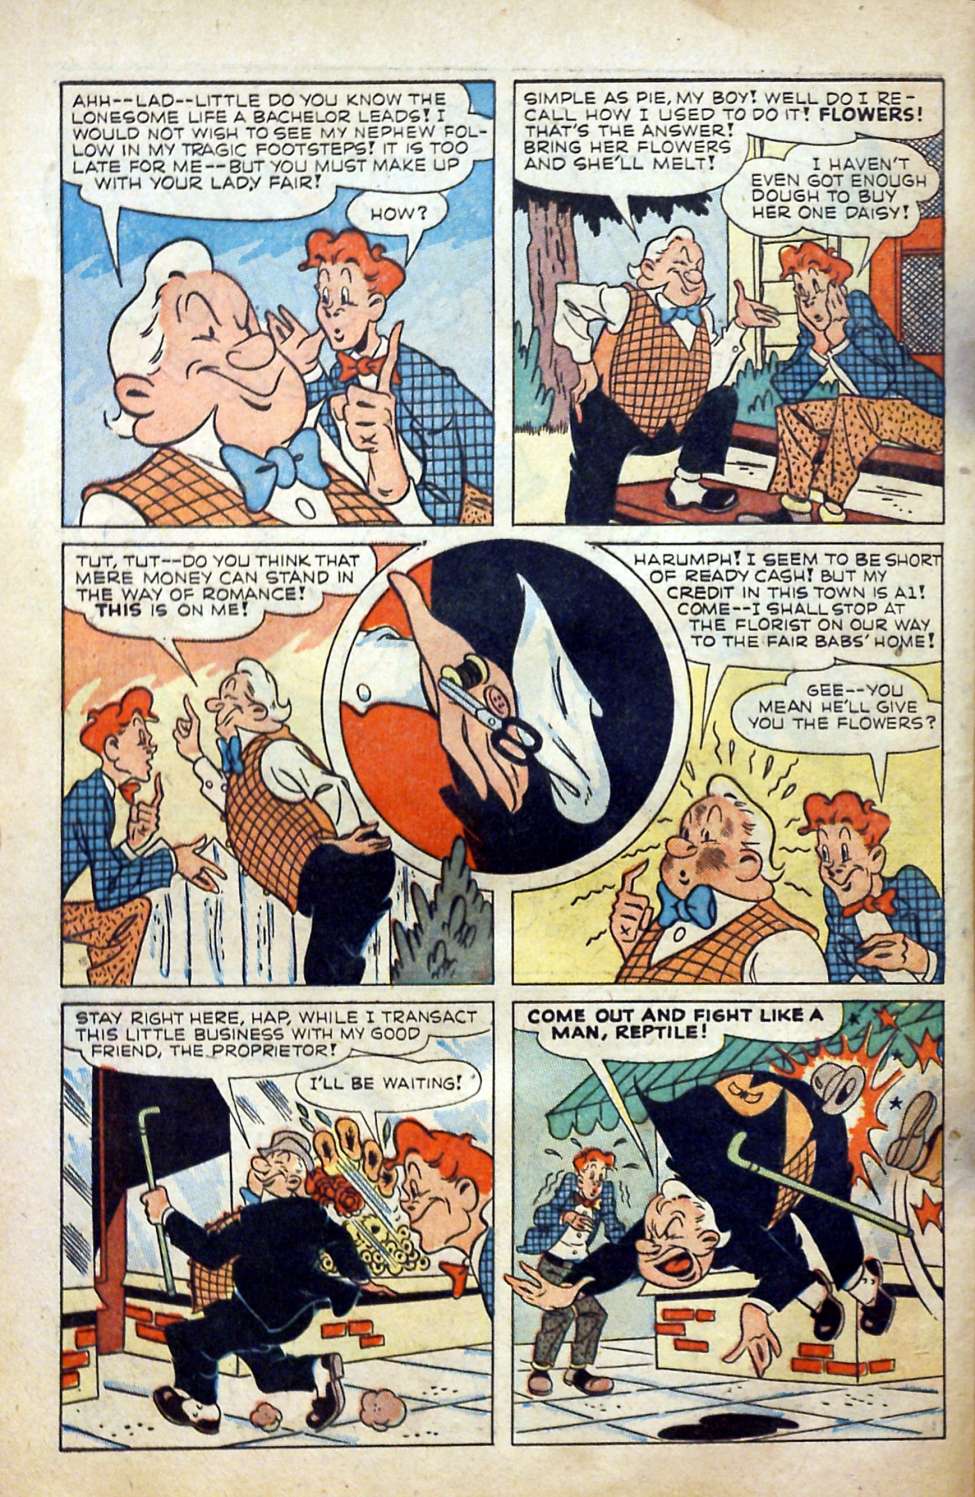 AHH--LAD--LITTLE DO YOU KNOW THE
LONESOME LIFE A BACHELOR LEADS! I
WOULD NOT WISH TO SEE MY NEPHEW FOL-
LOW IN MY TRAGIC FOOTSTEPS! IT IS TOO
LATE FOR ME--BUT YOU MUST MAKE UP
WITH YOUR LADY FAIR!
HOW?
SIMPLE AS PIE, MY BOY! WELL DO I RE-
CALL HOW I USED TO DO IT! FLOWERS!
THAT'S THE ANSWER!
BRING HER FLOWERS
AND SHE'LL MELT!
I HAVEN'T
EVEN GOT ENOUGH
DOUGH TO BUY
HER ONE DAISY!
TUT, TUT--DO YOU THINK THAT
MERE MONEY CAN STAND IN
THE WAY OF ROMANCE!
THIS IS ON ME!
HARUMPH! I SEEM TO BE SHORT
OF READY CASH! BUT MY
CREDIT IN THIS TOWN IS A1!
COME--I SHALL STOP AT
THE FLORIST ON OUR WAY
TO THE FAIR BABS' HOME!
GEE--YOU
MEAN HE'LL GIVE
YOU THE FLOWERS?
STAY RIGHT HERE, HAP, WHILE I TRANSACT
THIS LITTLE BUSINESS WITH MY GOOD
FRIEND, THE PROPRIETOR!
I'LL BE WAITING!
COME OUT AND FIGHT LIKE A
MAN, REPTILE!